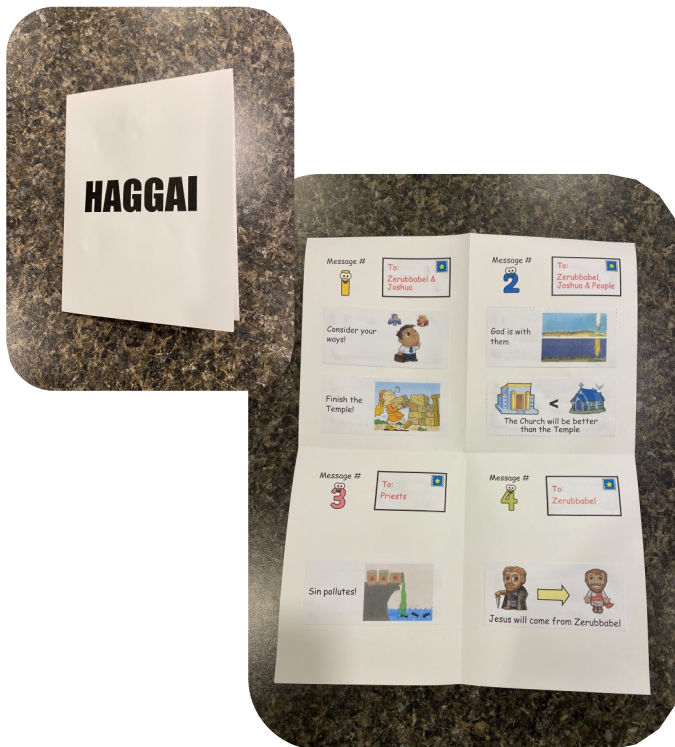 HAGGAI
Message #
1
To:
Zerubbabel &
Joshua
Consider your
ways!
Finish the
Temple!
Message #
2
To:
Zerubbabel,
Joshua & People
God is with
them
<
The Church will be better
than the Temple
Message #
3
To:
Priests
Sin pollutes!
Message #
4
To:
Zerubbabel
Jesus will come from Zerubbabel